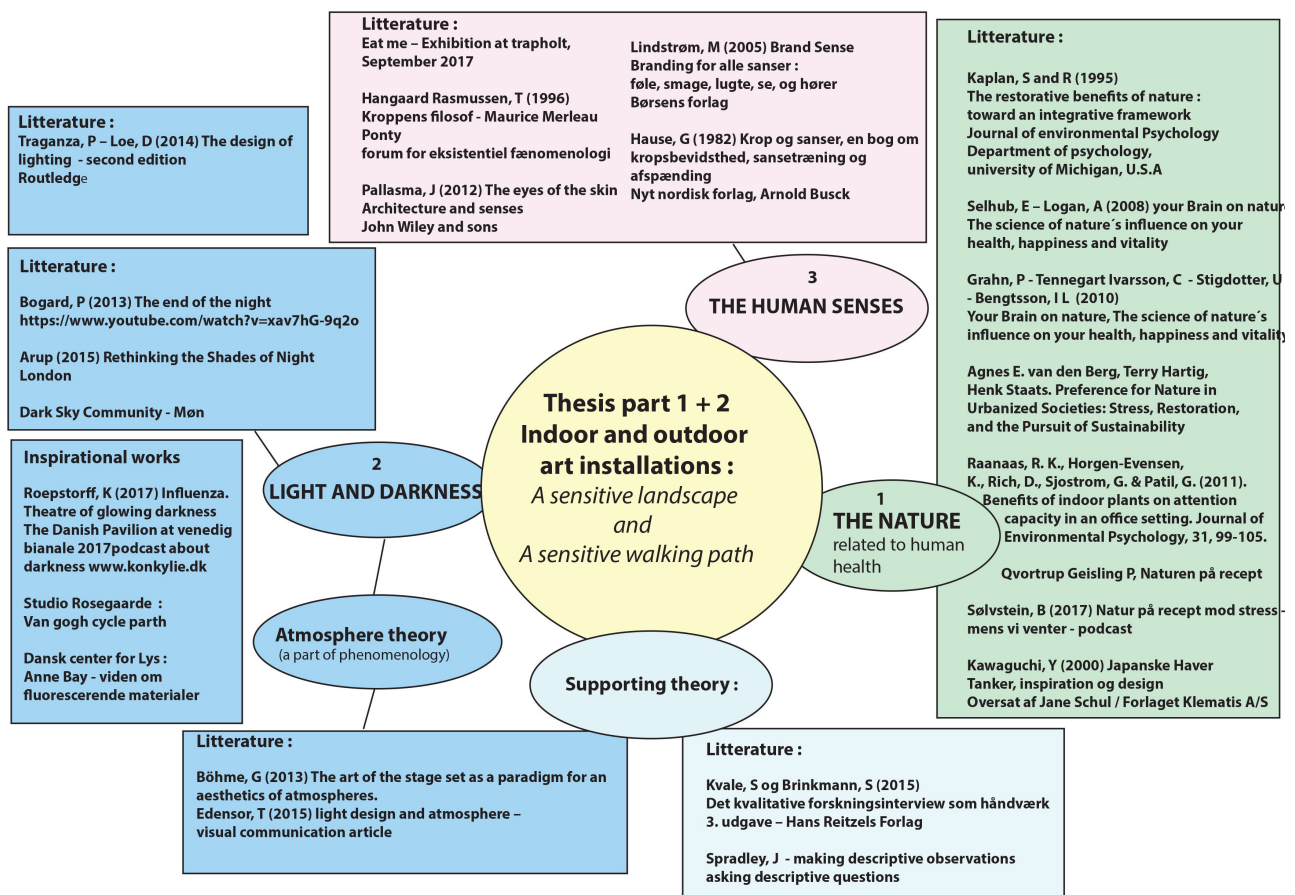 Litterature :
Eat me – Exhibition at trapholt,
September 2017
Hangaard Rasmussen, T (1996)
Kroppens filosof - Maurice Merleau
Ponty
forum for eksistentiel fænomenologi
Pallasma, J (2012) The eyes of the skin
Architecture and senses
John Wiley and sons
Lindstrøm, M (2005) Brand Sense
Branding for alle sanser :
føle, smage, lugte, se, og hører
Børsens forlag
Hause, G (1982) Krop og sanser, en bog om
kropsbevidsthed, sansetræning og
afspænding
Nyt nordisk forlag, Arnold Busck
Litterature :
Kaplan, S and R (1995)
The restorative benefits of nature :
toward an integrative framework
Journal of environmental Psychology
Department of psychology,
university of Michigan, U.S.A
Selhub, E – Logan, A (2008) your Brain on nature
The science of nature´s influence on your
health, happiness and vitality
Grahn, P - Tennegart Ivarsson, C - Stigdotter, U
- Bengtsson, I L (2010)
Your Brain on nature, The science of nature´s
influence on your health, happiness and vitality
Agnes E. van den Berg, Terry Hartig,
Henk Staats. Preference for Nature in
Urbanized Societies: Stress, Restoration,
and the Pursuit of Sustainability
Raanaas, R. K., Horgen-Evensen,
K., Rich, D., Sjostrom, G. & Patil, G. (2011).
Benefits of indoor plants on attention
capacity in an office setting. Journal of
Environmental Psychology, 31, 99-105.
Qvortrup Geisling P, Naturen på recept
Sølvstein, B (2017) Natur på recept mod stress -
mens vi venter - podcast
Kawaguchi, Y (2000) Japanske Haver
Tanker, inspiration og design
Oversat af Jane Schul / Forlaget Klematis A/S
Litterature :
Traganza, P – Loe, D (2014) The design of
lighting - second edition
Routledge
Litterature :
Bogard, P (2013) The end of the night
https://www.youtube.com/watch?v=xav7hG-9q2o
Arup (2015) Rethinking the Shades of Night
London
Dark Sky Community - Møn
3
THE HUMAN SENSES
Thesis part 1 + 2
Indoor and outdoor
art installations :
A sensitive landscape
and
A sensitive walking path
2
LIGHT AND DARKNESS
1
THE NATURE
related to human
health
Inspirational works
Roepstorff, K (2017) Influenza.
Theatre of glowing darkness
The Danish Pavilion at venedig
bianale 2017podcast about
darkness www.konkylie.dk
Studio Rosegaarde :
Van gogh cycle parth
Dansk center for Lys :
Anne Bay - viden om
fluorescerende materialer
Atmosphere theory
(a part of phenomenology)
Supporting theory :
Litterature :
Böhme, G (2013) The art of the stage set as a paradigm for an
aesthetics of atmospheres.
Edensor, T (2015) light design and atmosphere –
visual communication article
Litterature :
Kvale, S og Brinkmann, S (2015)
Det kvalitative forskningsinterview som håndværk
3. udgave – Hans Reitzels Forlag
Spradley, J - making descriptive observations
asking descriptive questions